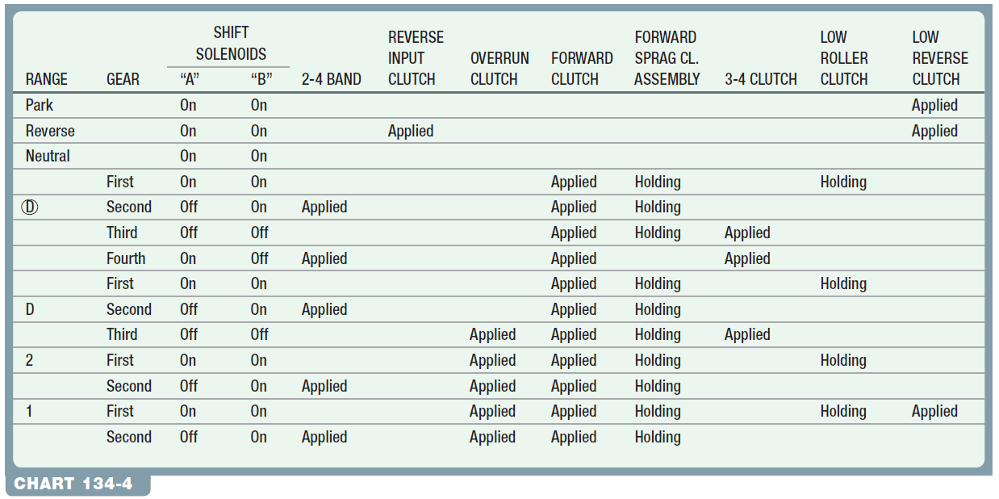 SHIFT SOLENOIDS
RANGE GEAR “A” “B” 2-4 BAND REVERSE INPUT CLUTCH OVERRUN CLUTCH FORWARD CLUTCH FORWARD SPRAG CL. ASSEMBLY 3-4 CLUTCH LOW ROLLER CLUTCH LOW REVERSE CLUTCH
Park On On Applied
Reverse On On Applied Applied
Neutral On On
First On On Applied Holding Holding
Ⓓ Second Off On Applied Applied Holding
Third Off Off Applied Holding Applied
Fourth On Off Applied Applied Applied
First On On Applied Holding Holding
D Second Off On Applied Applied Holding
Third Off Off Applied Applied Holding Applied
2 First On On Applied Applied Holding Holding
Second Off On Applied Applied Applied Holding
1 First On On Applied Applied Holding Holding Applied
Second Off On Applied Applied Applied Holding
CHART 134-4